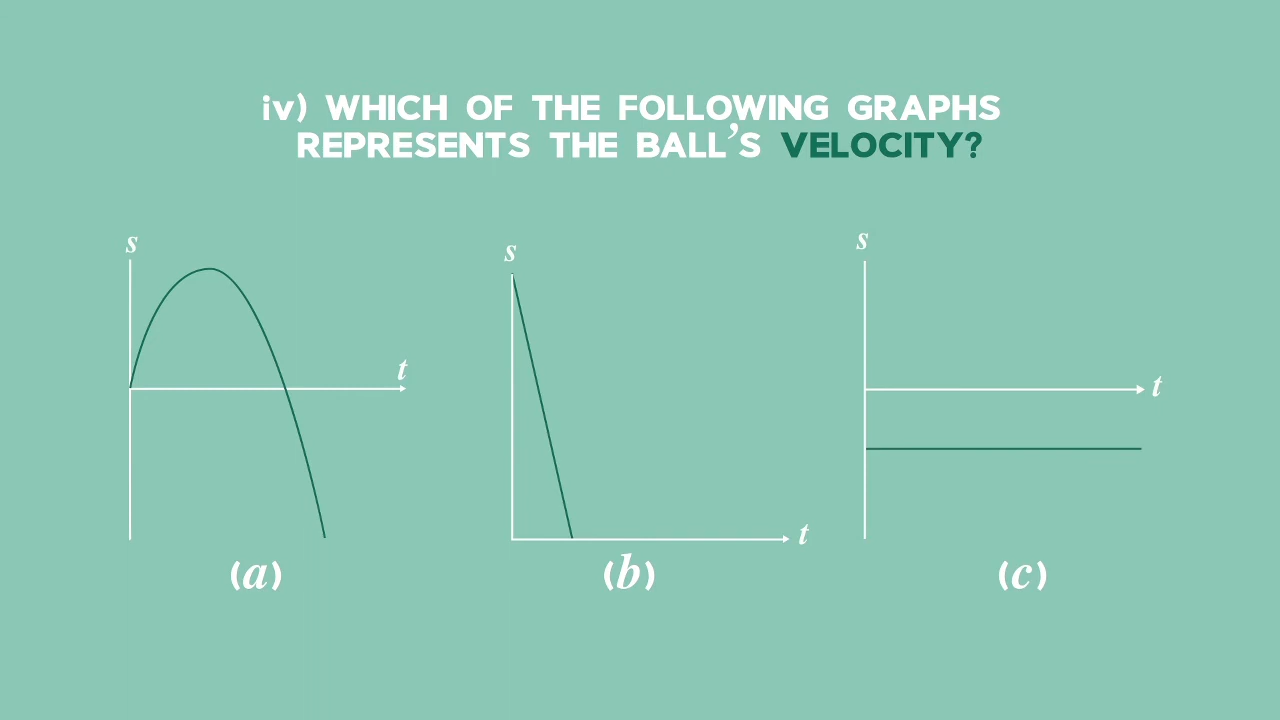 iv) WHICH OF THE FOLLOWING GRAPHS
REPRESENTS THE BALL'S VELOCITY?
s
t
(a)
s
t
(b)
s
t
(c)